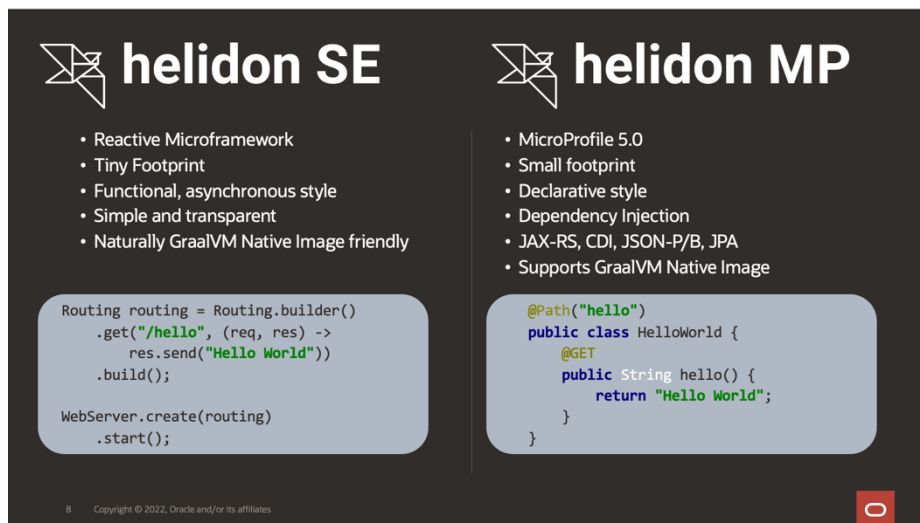 helidon SE
• Reactive Microframework
• Tiny Footprint
• Functional, asynchronous style
• Simple and transparent
• Naturally GraalVM Native Image friendly
Routing routing = Routing.builder()
    .get("/hello", (req, res) ->
        res.send("Hello World"))
    .build();

WebServer.create(routing)
    .start();
helidon MP
• MicroProfile 5.0
• Small footprint
• Declarative style
• Dependency Injection
• JAX-RS, CDI, JSON-P/B, JPA
• Supports GraalVM Native Image
@Path("hello")
public class HelloWorld {
    @GET
    public String hello() {
        return "Hello World";
    }
}
8 Copyright © 2022, Oracle and/or its affiliates